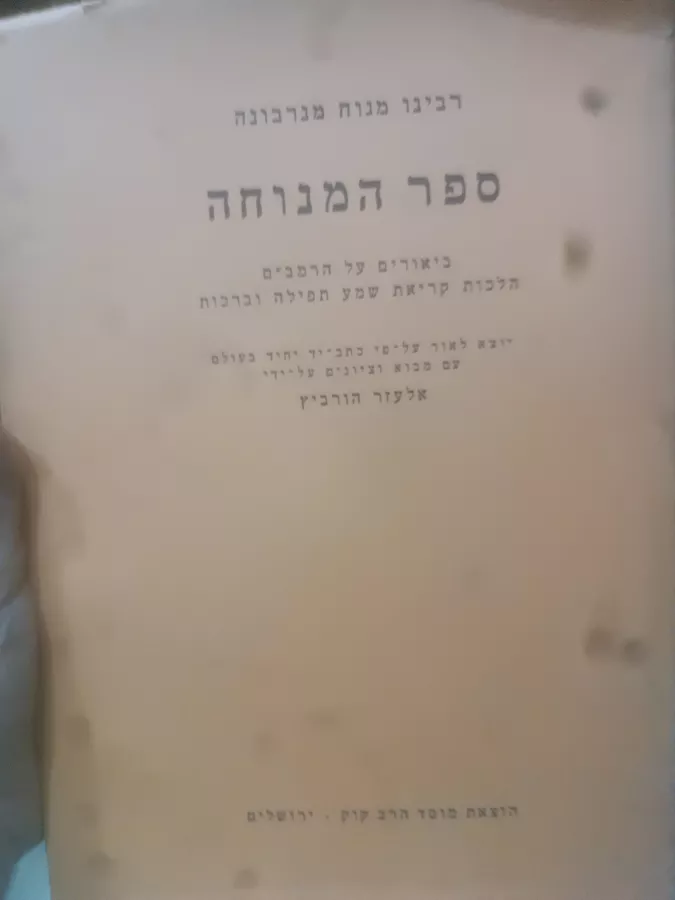 רבינו מנוח מנרבונה
ספר המנוחה
ביאורים על הרמב״ם
הלכות קריאת שמע תפילה וברכות
יוצא לאור על־פי כתב־יד יחיד בעולם
עם מבוא וציונים על־ידי
אלעזר הורביץ
הוצאת מוסד הרב קוק · ירושלים